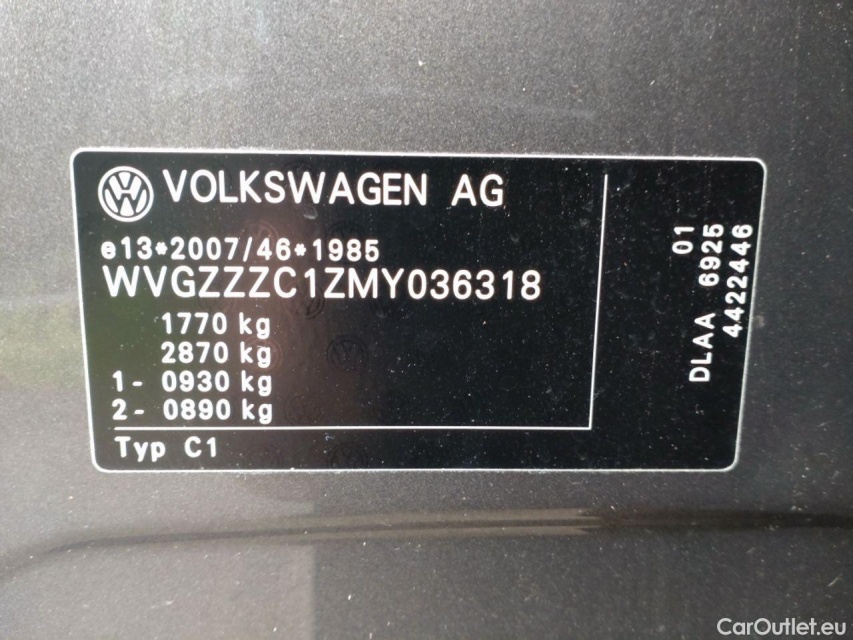 VOLKSWAGEN AG
e13*2007/46*1985
WVGZZZC1ZMY036318
1770 kg
2870 kg
1- 0930 kg
2- 0890 kg
Typ C1
01
DLAA 6925
4422446
CarOutlet.eu